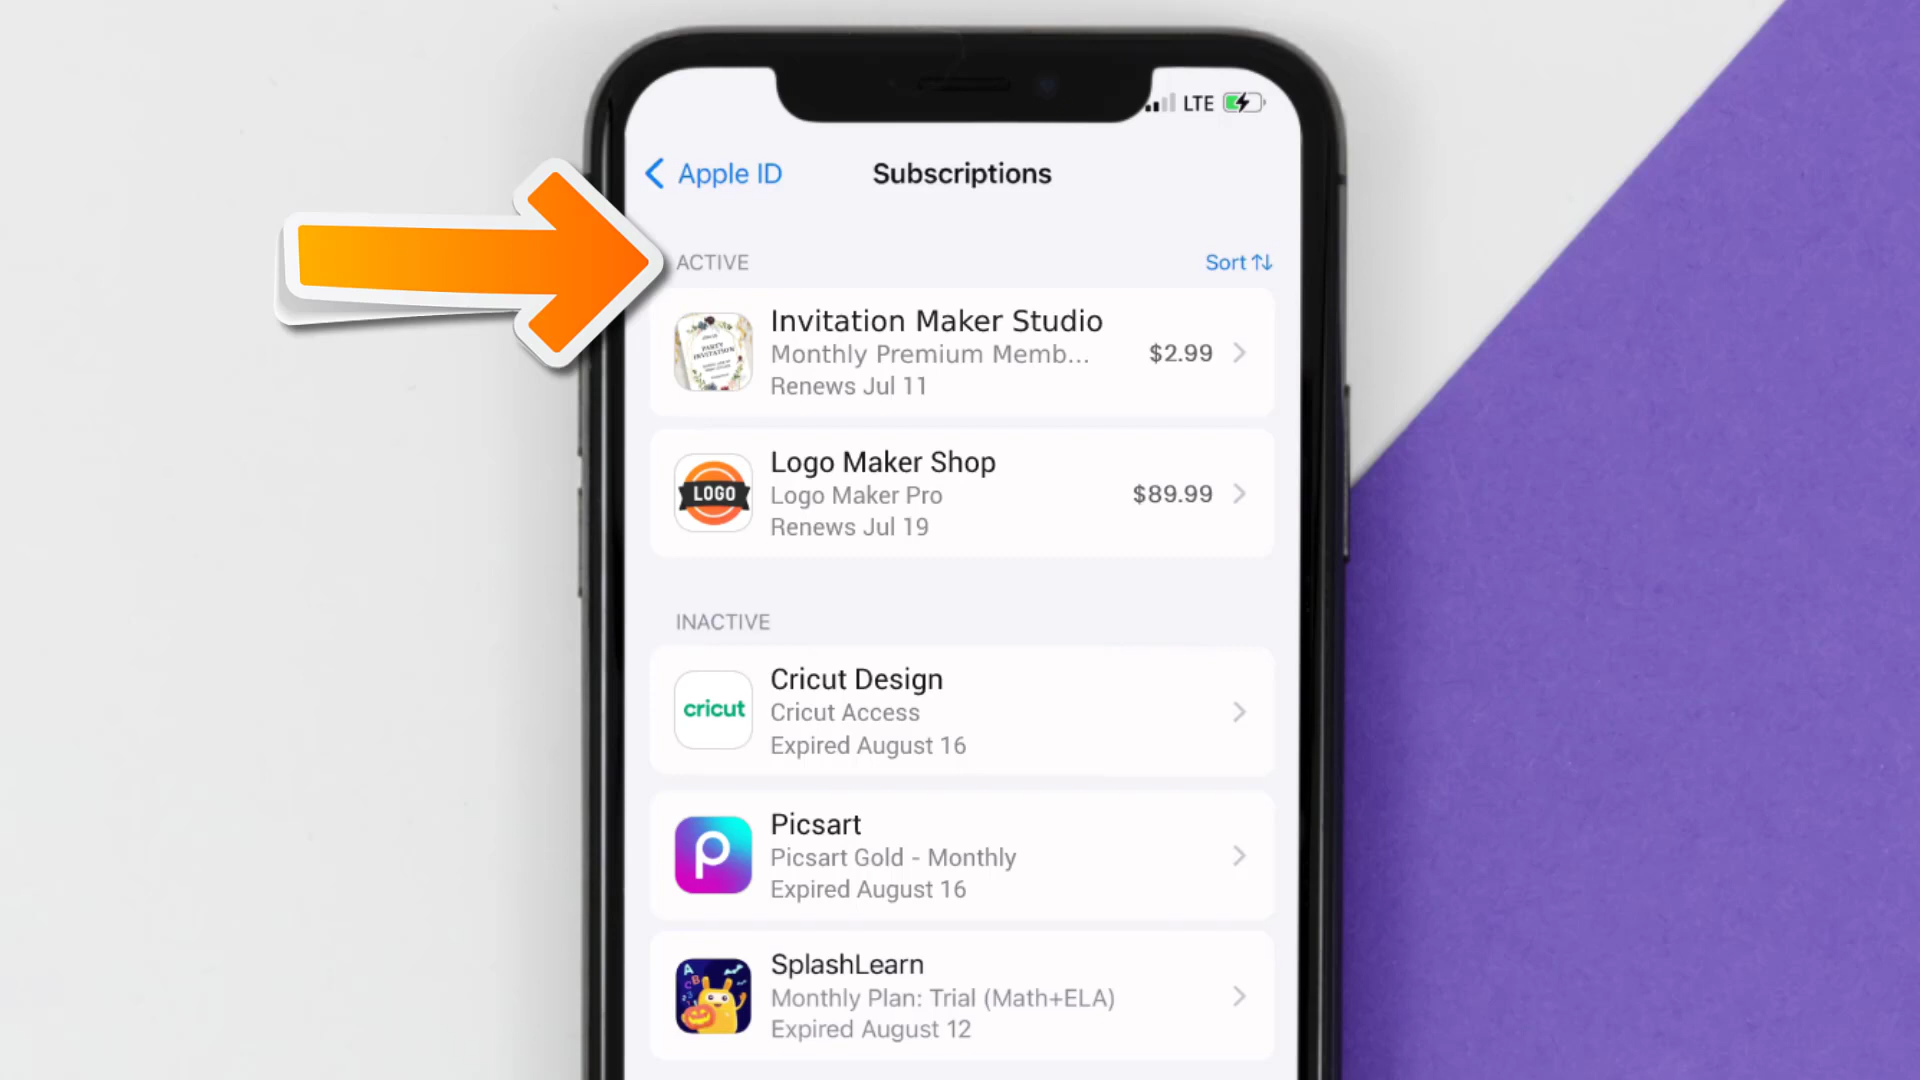 LTE
Apple ID
Subscriptions
ACTIVE
Sort
PARTY
INVITATION
Invitation Maker Studio
Monthly Premium Memb...
$2.99
Renews Jul 11
LOGO
Logo Maker Shop
Logo Maker Pro
$89.99
Renews Jul 19
INACTIVE
cricut
Cricut Design
Cricut Access
Expired August 16
P
Picsart
Picsart Gold - Monthly
Expired August 16
A
B
C
SplashLearn
Monthly Plan: Trial (Math+ELA)
Expired August 12